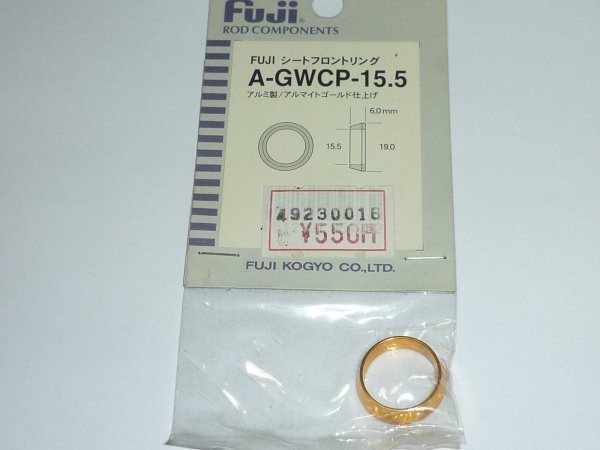 Fuji®
ROD COMPONENTS
FUJI シートフロントリング
A-GWCP-15.5
アルミ製/アルマイトゴールド仕上げ
6.0mm
15.5
19.0
49230016
¥550円
FUJI KOGYO CO.,LTD.